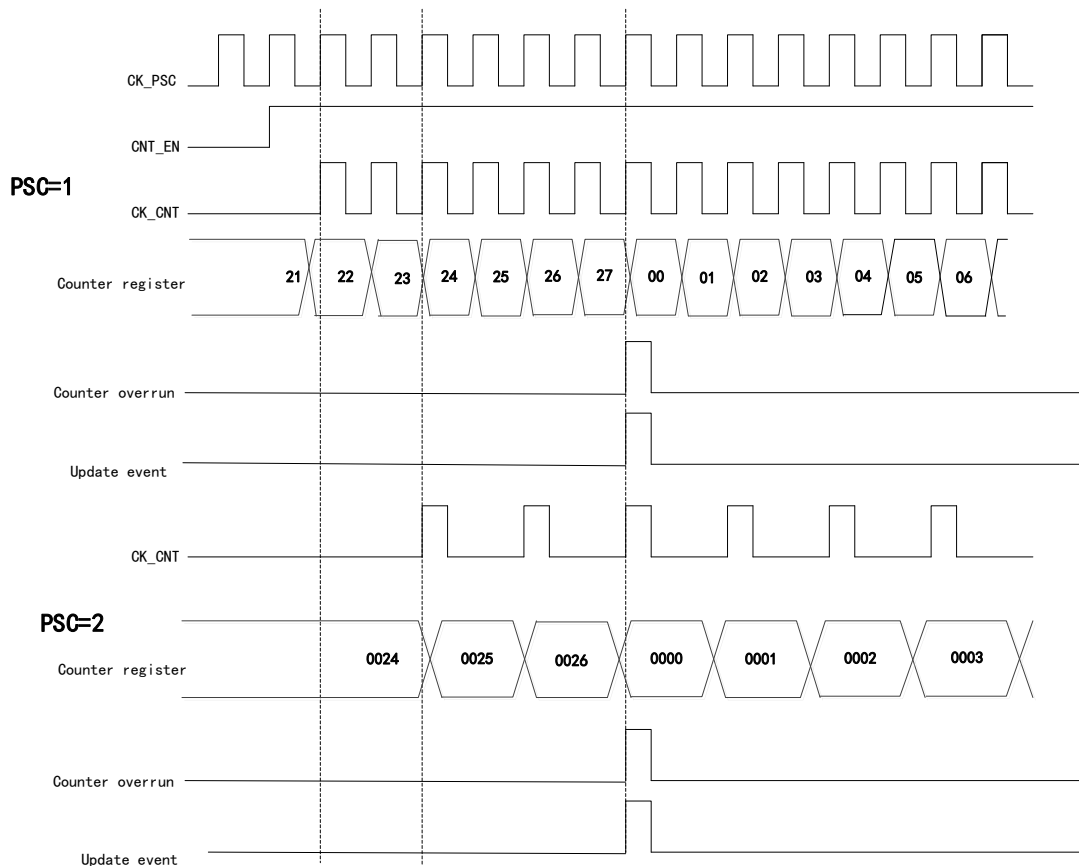 CK_PSC
CNT_EN
PSC=1
CK_CNT
Counter register 21 22 23 24 25 26 27 00 01 02 03 04 05 06
Counter overrun
Update event
CK_CNT
PSC=2
Counter register 0024 0025 0026 0000 0001 0002 0003
Counter overrun
Update event